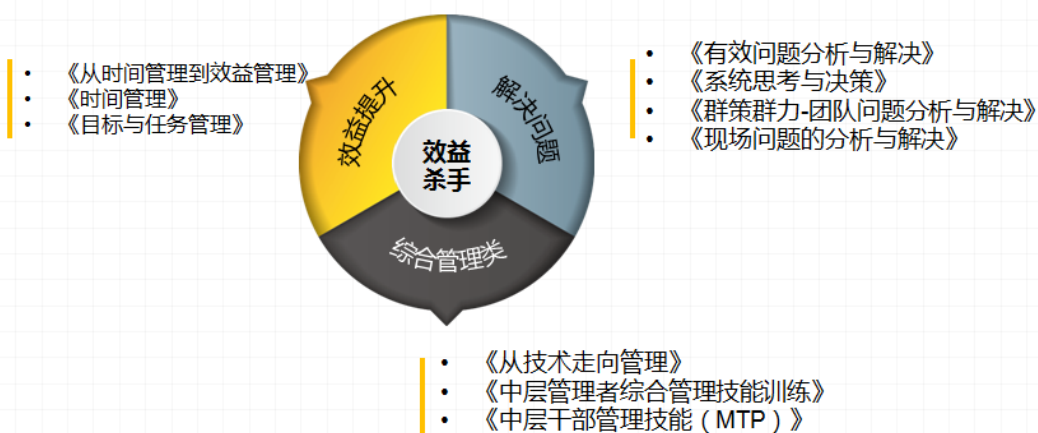 • 《从时间管理到效益管理》
• 《时间管理》
• 《目标与任务管理》
效益提升
解决问题
效益
杀手
综合管理类
• 《有效问题分析与解决》
• 《系统思考与决策》
• 《群策群力-团队问题分析与解决》
• 《现场问题的分析与解决》
• 《从技术走向管理》
• 《中层管理者综合管理技能训练》
• 《中层干部管理技能（MTP）》